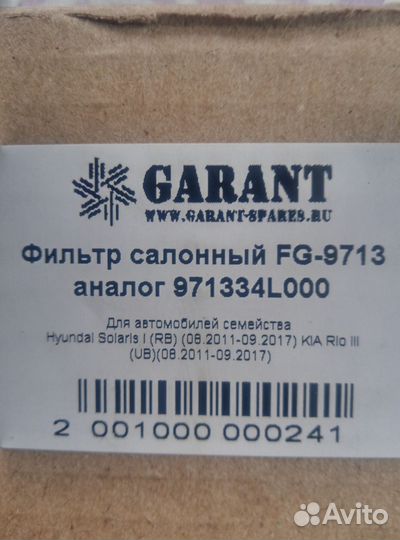 GARANT
WWW.GARANT-SPARES.RU
Фильтр салонный FG-9713
аналог 971334L000
Для автомобилей семейства
Hyundai Solaris I (RB) (08.2011-09.2017) KIA Rio III
(UB)(08.2011-09.2017)
2 001000 000241
Avito